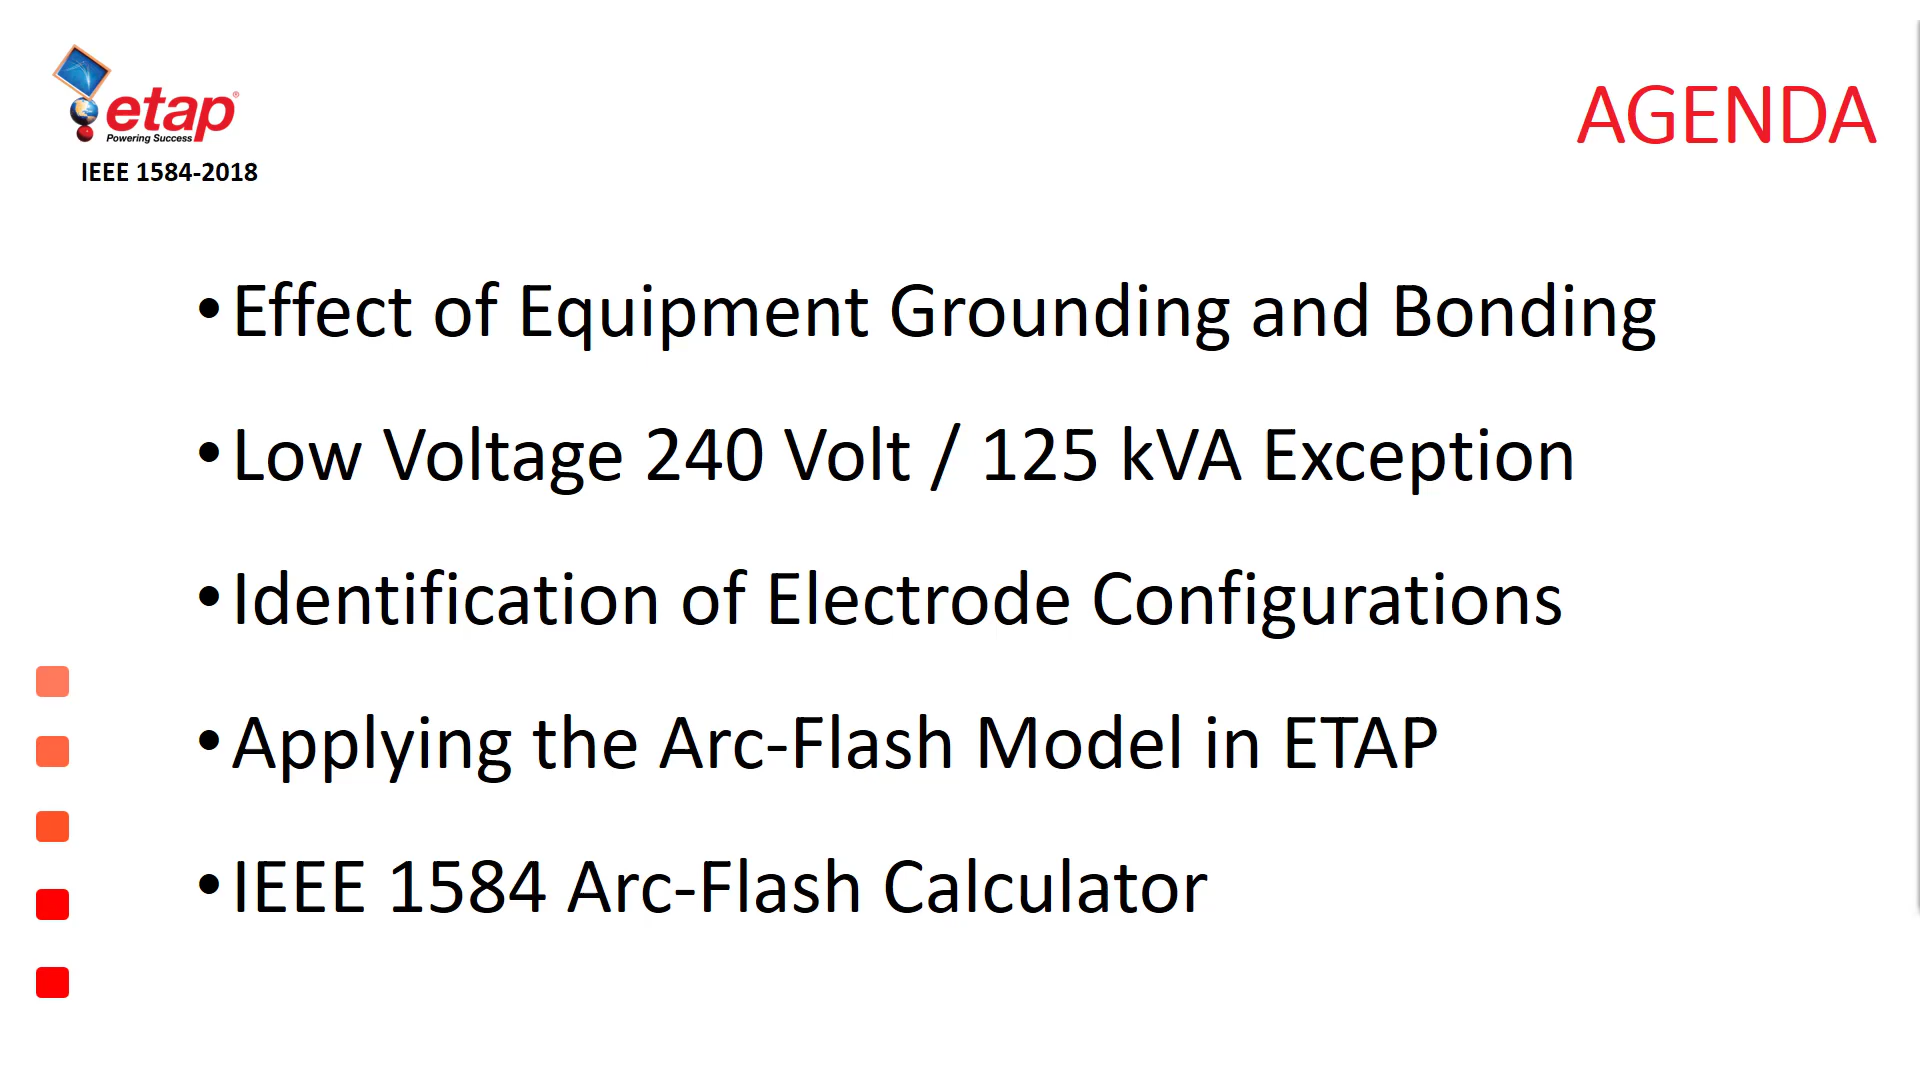 etap®
Powering Success
IEEE 1584-2018
AGENDA
•Effect of Equipment Grounding and Bonding
•Low Voltage 240 Volt / 125 kVA Exception
•Identification of Electrode Configurations
•Applying the Arc-Flash Model in ETAP
•IEEE 1584 Arc-Flash Calculator